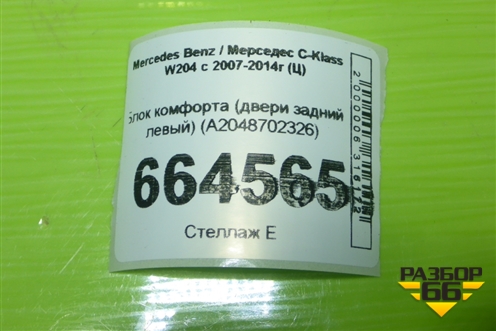 Mercedes Benz / Мерседес C-Klass
W204 с 2007-2014г (Ц)
блок комфорта (двери задний
левый) (A2048702326)
664565
Стеллаж Е
РАЗБОР
66